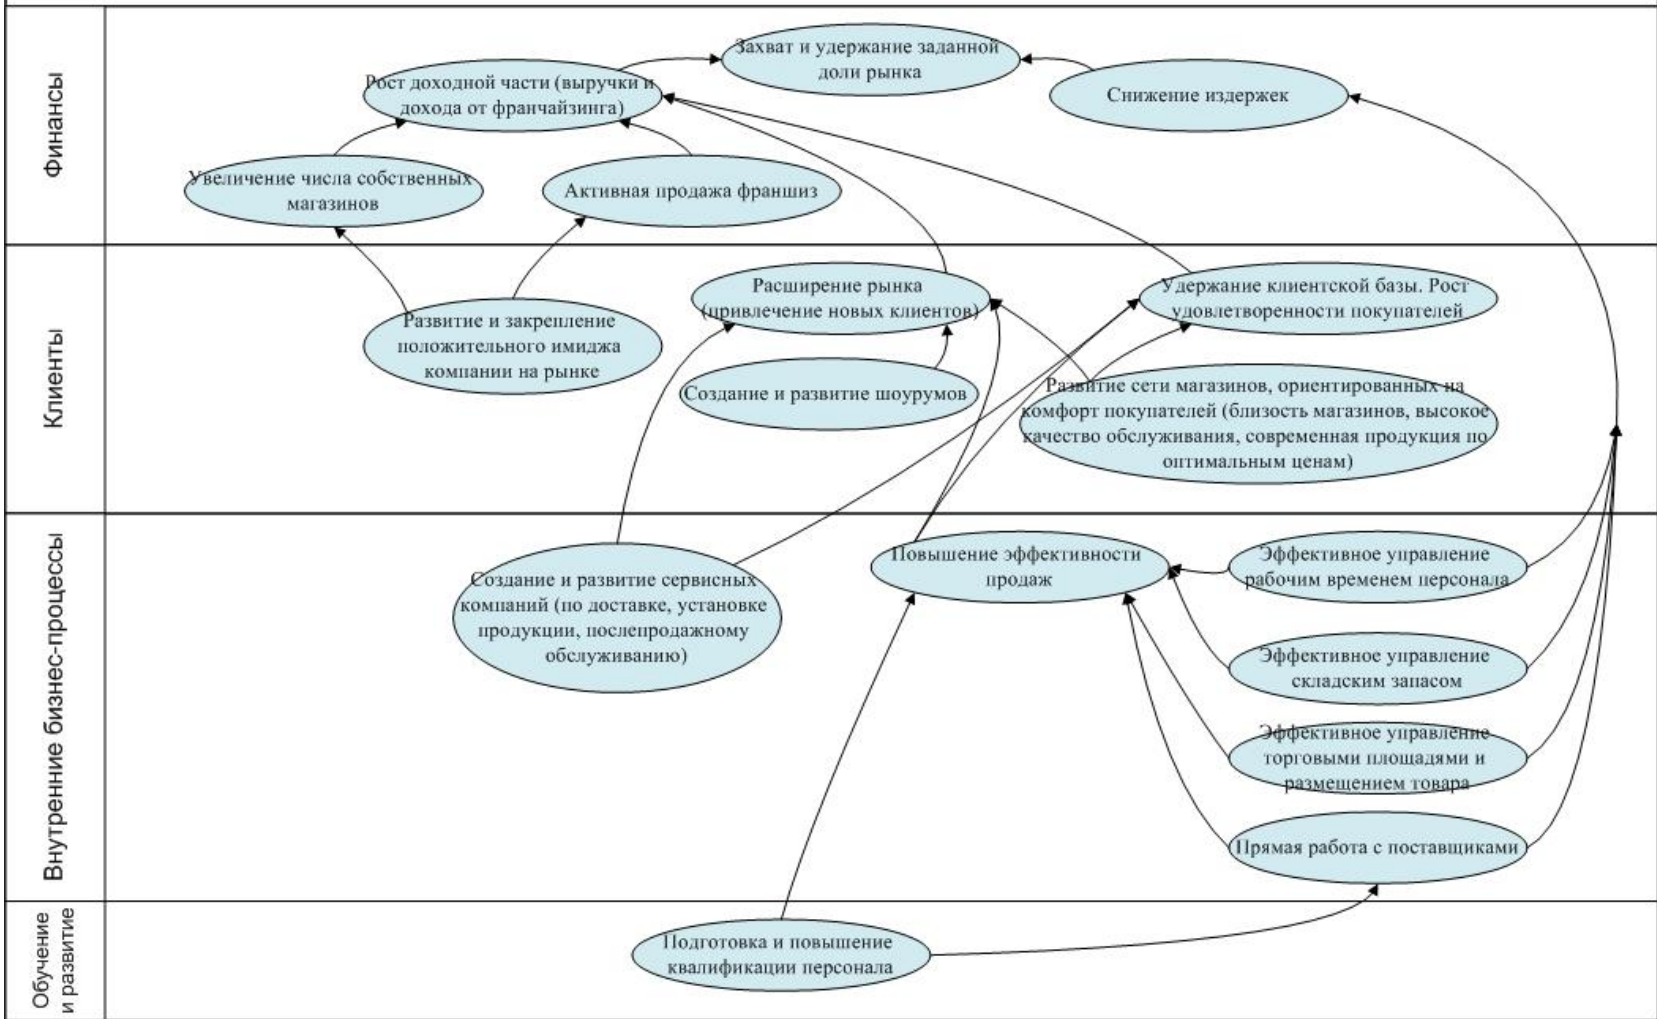 Финансы
Захват и удержание заданной
доли рынка
Рост доходной части (выручки и
дохода от франчайзинга)
Снижение издержек
Увеличение числа собственных
магазинов
Активная продажа франшиз
Клиенты
Расширение рынка
(привлечение новых клиентов)
Удержание клиентской базы. Рост
удовлетворенности покупателей
Развитие и закрепление
положительного имиджа
компании на рынке
Создание и развитие шоурумов
Развитие сети магазинов, ориентированных на
комфорт покупателей (близость магазинов, высокое
качество обслуживания, современная продукция по
оптимальным ценам)
Внутренние бизнес-процессы
Создание и развитие сервисных
компаний (по доставке, установке
продукции, послепродажному
обслуживанию)
Повышение эффективности
продаж
Эффективное управление
рабочим временем персонала
Эффективное управление
складским запасом
Эффективное управление
торговыми площадями и
размещением товара
Прямая работа с поставщиками
Обучение
и развитие
Подготовка и повышение
квалификации персонала